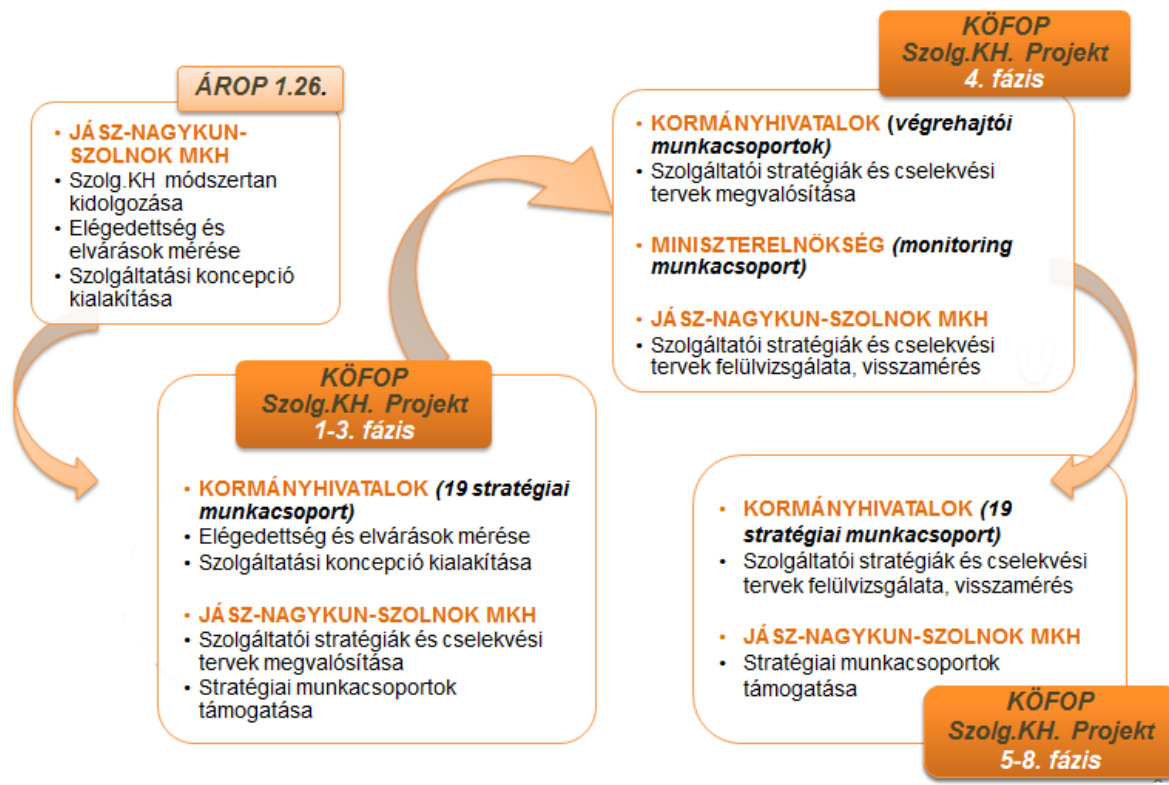 ÁROP 1.26.
• JÁSZ-NAGYKUN-
SZOLNOK MKH
• Szolg.KH módszertan
kidolgozása
• Elégedettség és
elvárások mérése
• Szolgáltatási koncepció
kialakítása
KÖFOP
Szolg.KH. Projekt
1-3. fázis
• KORMÁNYHIVATALOK (19 stratégiai
munkacsoport)
• Elégedettség és elvárások mérése
• Szolgáltatási koncepció kialakítása
• JÁSZ-NAGYKUN-SZOLNOK MKH
• Szolgáltatói stratégiák és cselekvési
tervek megvalósítása
• Stratégiai munkacsoportok
támogatása
KÖFOP
Szolg.KH. Projekt
4. fázis
• KORMÁNYHIVATALOK (végrehajtói
munkacsoportok)
• Szolgáltatói stratégiák és cselekvési
tervek megvalósítása
• MINISZTERELNÖKSÉG (monitoring
munkacsoport)
• JÁSZ-NAGYKUN-SZOLNOK MKH
• Szolgáltatói stratégiák és cselekvési
tervek felülvizsgálata, visszamérés
• KORMÁNYHIVATALOK (19
stratégiai munkacsoport)
• Szolgáltatói stratégiák és cselekvési
tervek felülvizsgálata, visszamérés
• JÁSZ-NAGYKUN-SZOLNOK MKH
• Stratégiai munkacsoportok
támogatása
KÖFOP
Szolg.KH. Projekt
5-8. fázis